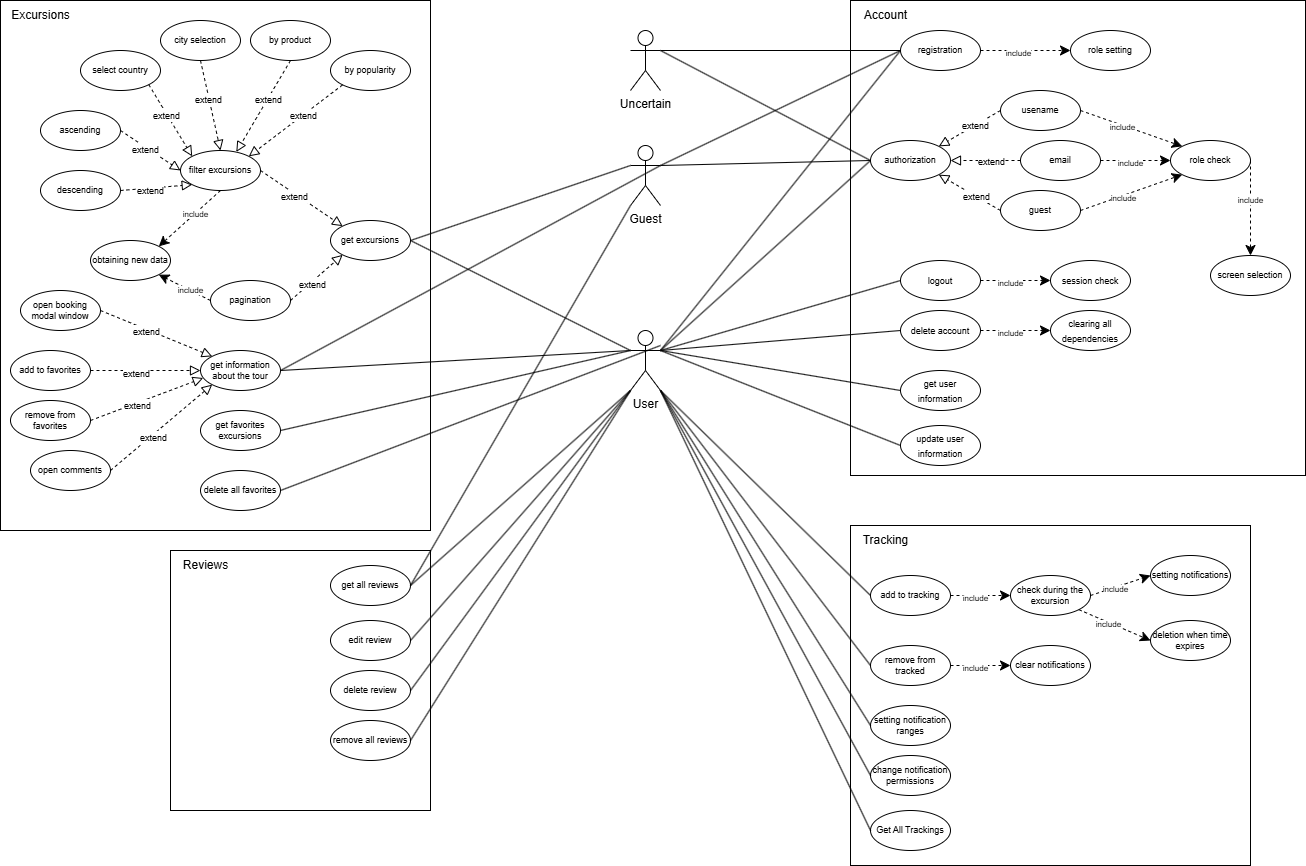 Excursions
city selection
by product
select country
by popularity
extend
extend
extend
extend
ascending
extend
filter excursions
descending
extend
extend
include
get excursions
obtaining new data
include
pagination
extend
open booking
modal window
extend
get information
about the tour
add to favorites
extend
remove from
favorites
extend
get favorites
excursions
extend
open comments
delete all favorites
Reviews
get all reviews
edit review
delete review
remove all reviews
Uncertain
Guest
User
Account
registration
include
role setting
usename
extend
include
authorization
extend
email
include
role check
extend
guest
include
include
screen selection
logout
include
session check
delete account
include
clearing all
dependencies
get user
information
update user
information
Tracking
add to tracking
include
check during the
excursion
include
setting notifications
include
deletion when time
expires
remove from
tracked
include
clear notifications
setting notification
ranges
change notification
permissions
Get All Trackings